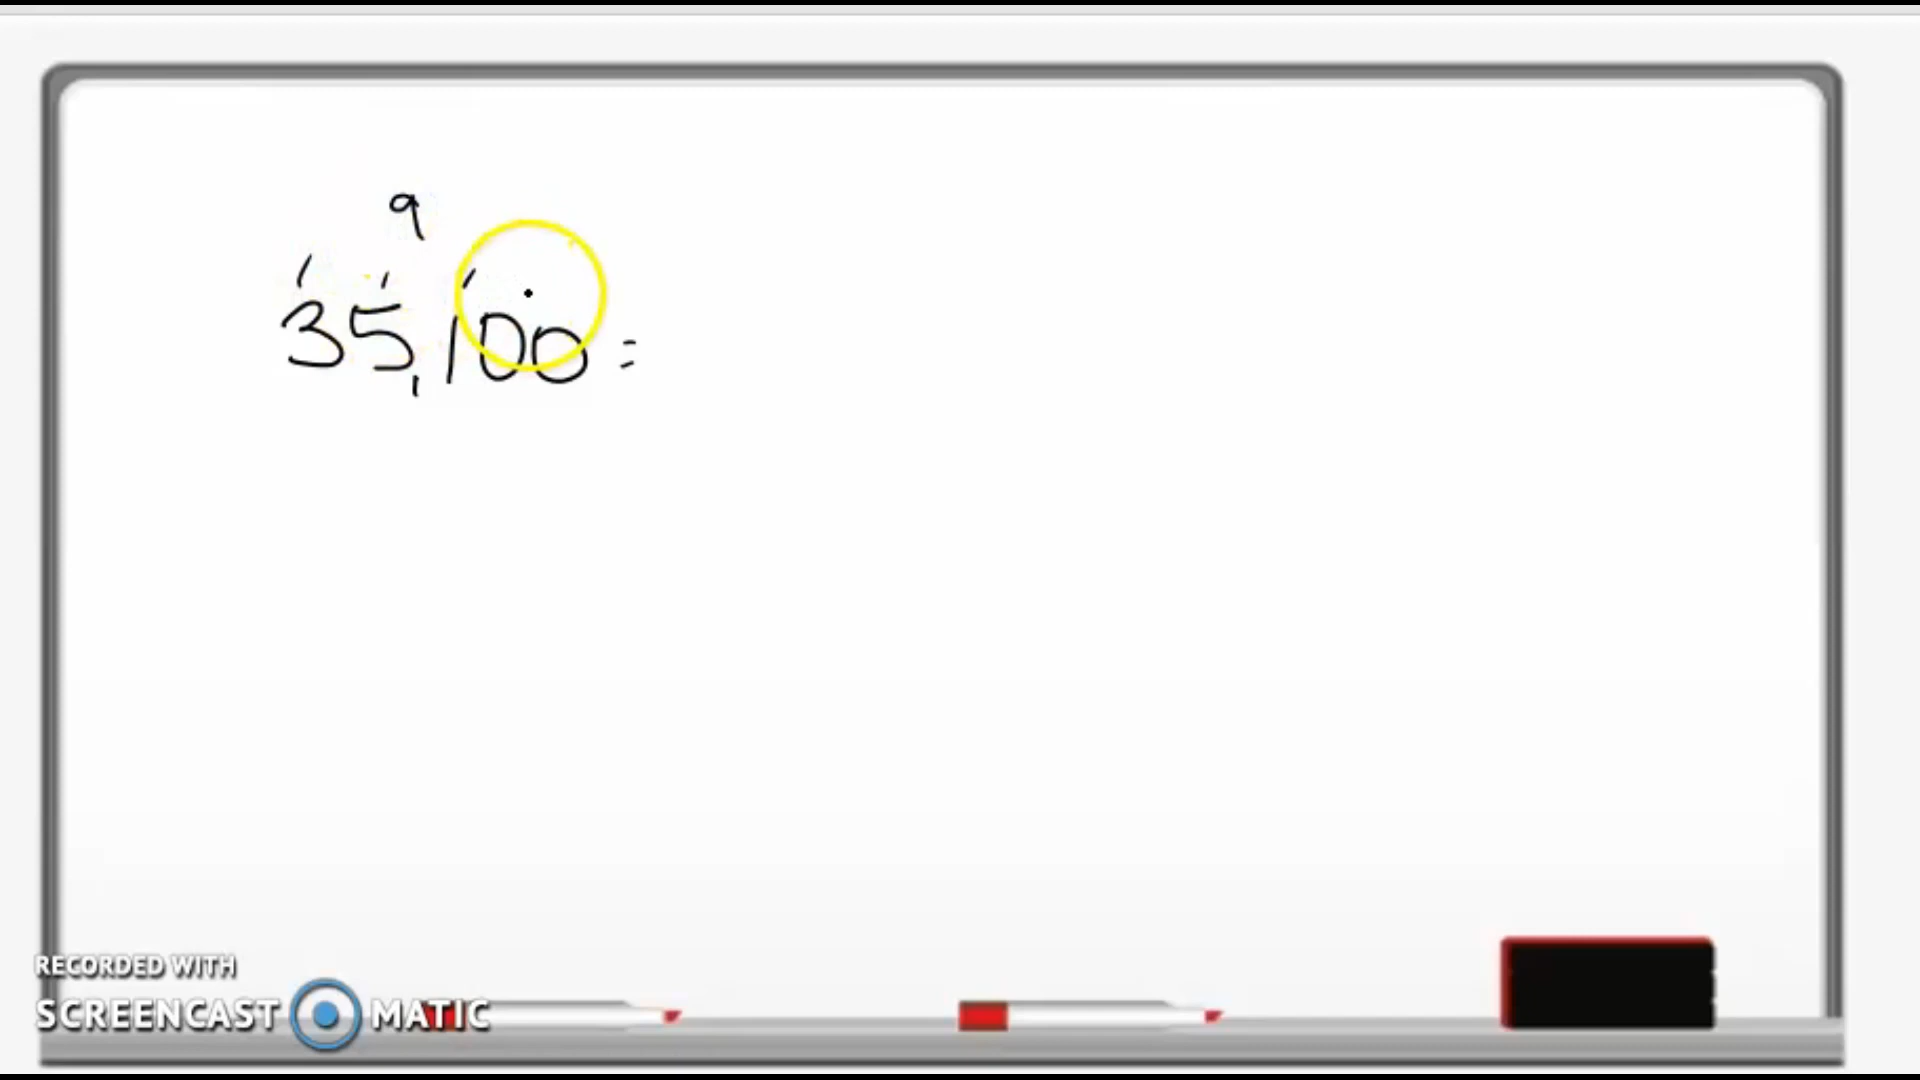 9
35,100 =
RECORDED WITH
SCREENCAST MATIC